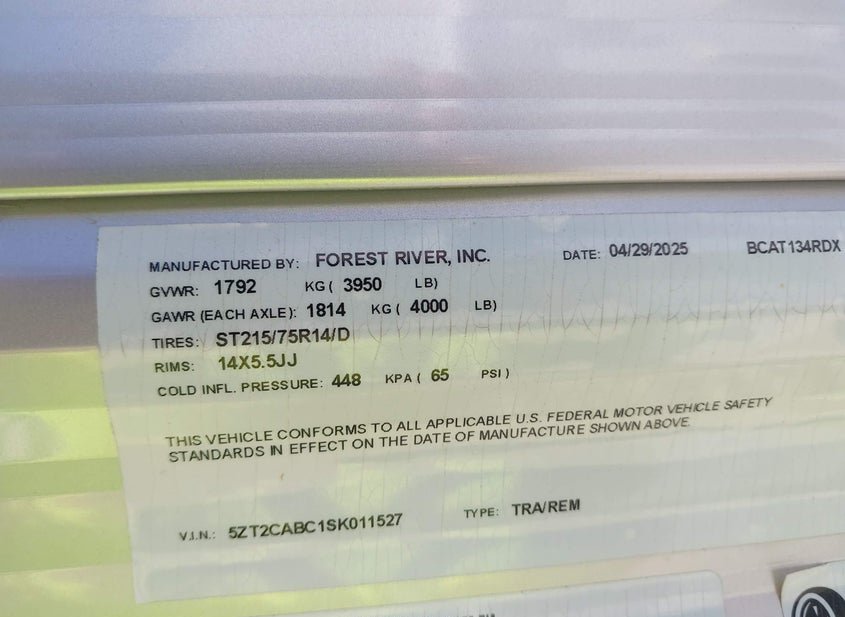 MANUFACTURED BY: FOREST RIVER, INC. DATE: 04/29/2025 BCAT134RDX
GVWR: 1792 KG ( 3950 LB)
GAWR (EACH AXLE): 1814 KG ( 4000 LB)
TIRES: ST215/75R14/D
RIMS: 14X5.5JJ
COLD INFL. PRESSURE: 448 KPA ( 65 PSI )
THIS VEHICLE CONFORMS TO ALL APPLICABLE U.S. FEDERAL MOTOR VEHICLE SAFETY
STANDARDS IN EFFECT ON THE DATE OF MANUFACTURE SHOWN ABOVE.
V.I.N.: 5ZT2CABC1SK011527 TYPE: TRA/REM